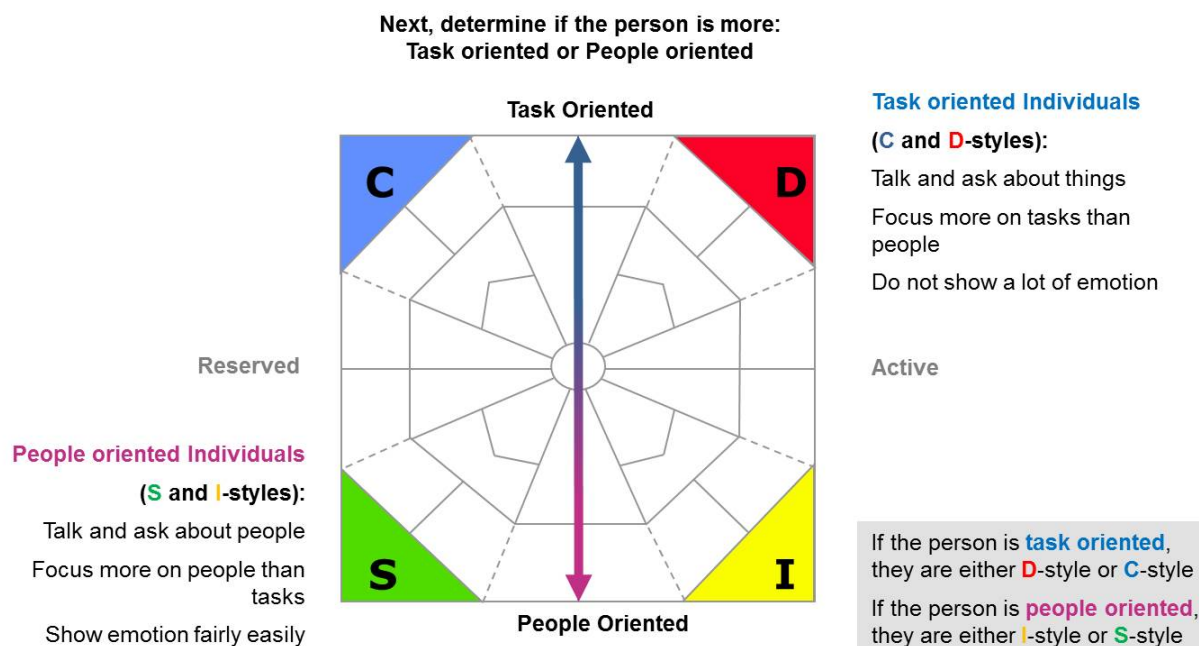 Next, determine if the person is more:
Task oriented or People oriented
Task Oriented
C
D
Task oriented Individuals
(C and D-styles):
Talk and ask about things
Focus more on tasks than
people
Do not show a lot of emotion
Reserved
Active
People oriented Individuals
(S and I-styles):
Talk and ask about people
Focus more on people than
tasks
Show emotion fairly easily
S
I
People Oriented
If the person is task oriented,
they are either D-style or C-style
If the person is people oriented,
they are either I-style or S-style